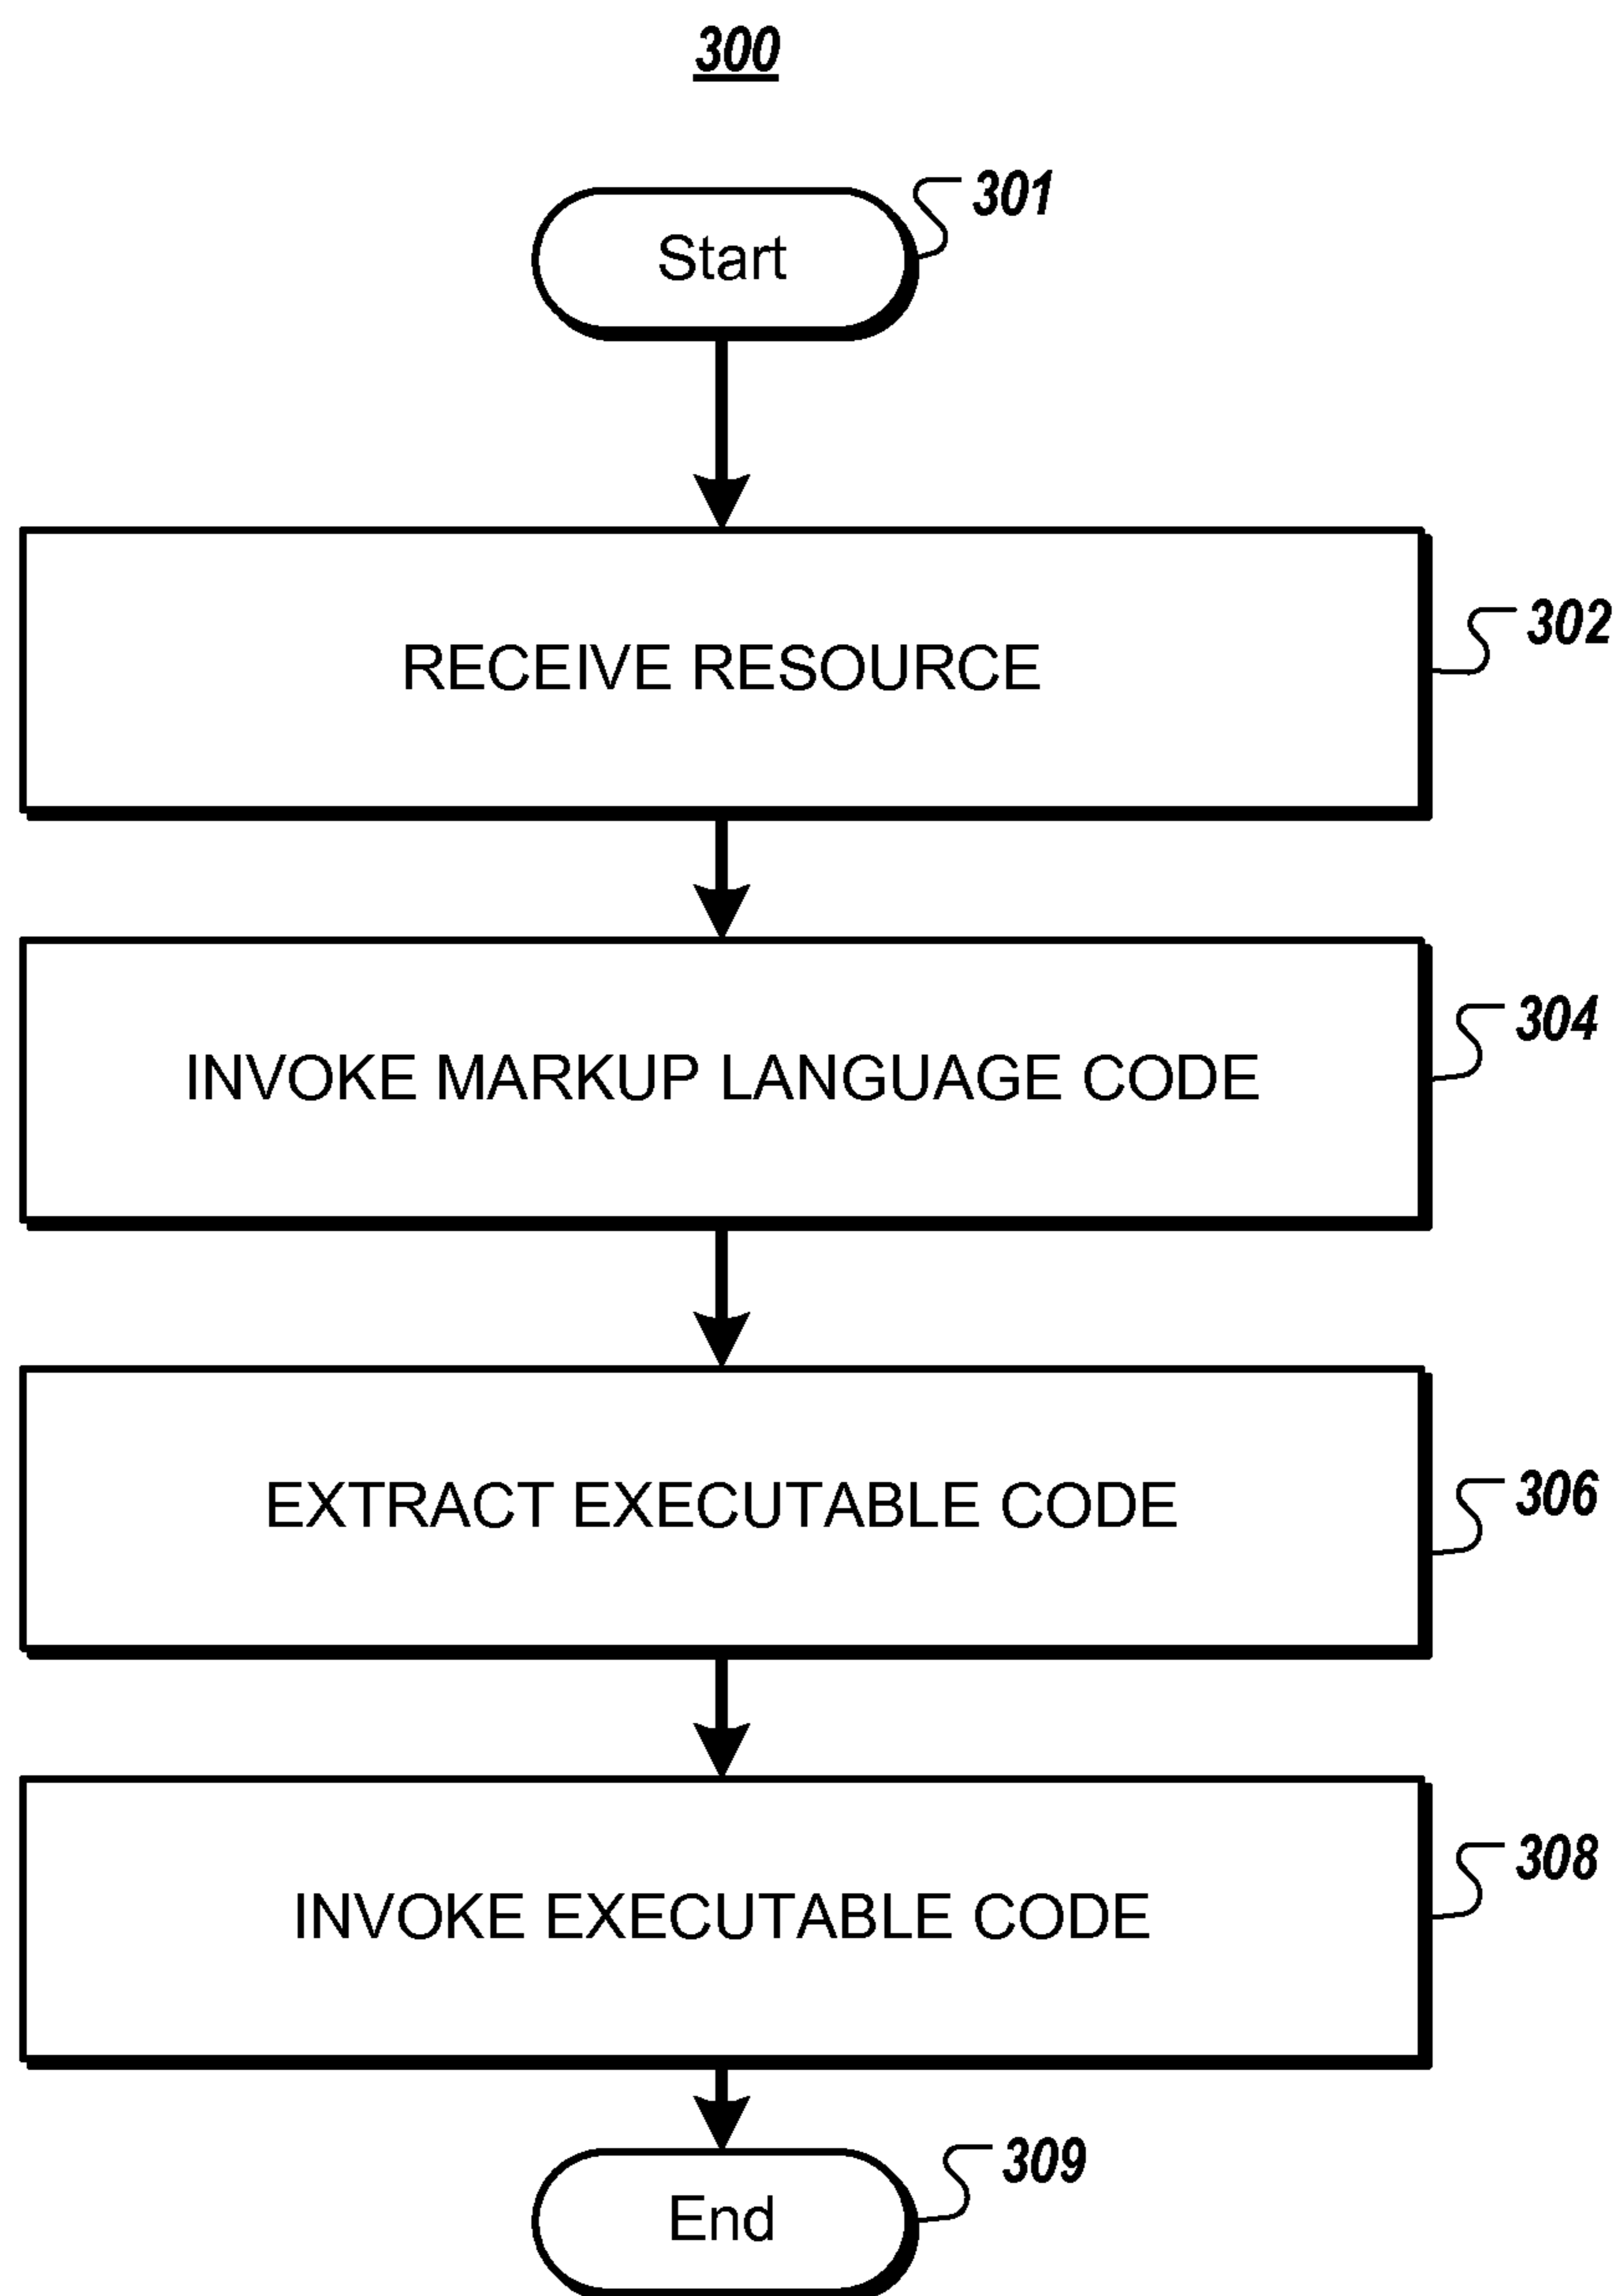 300
301
Start
302
RECEIVE RESOURCE
304
INVOKE MARKUP LANGUAGE CODE
306
EXTRACT EXECUTABLE CODE
308
INVOKE EXECUTABLE CODE
309
End